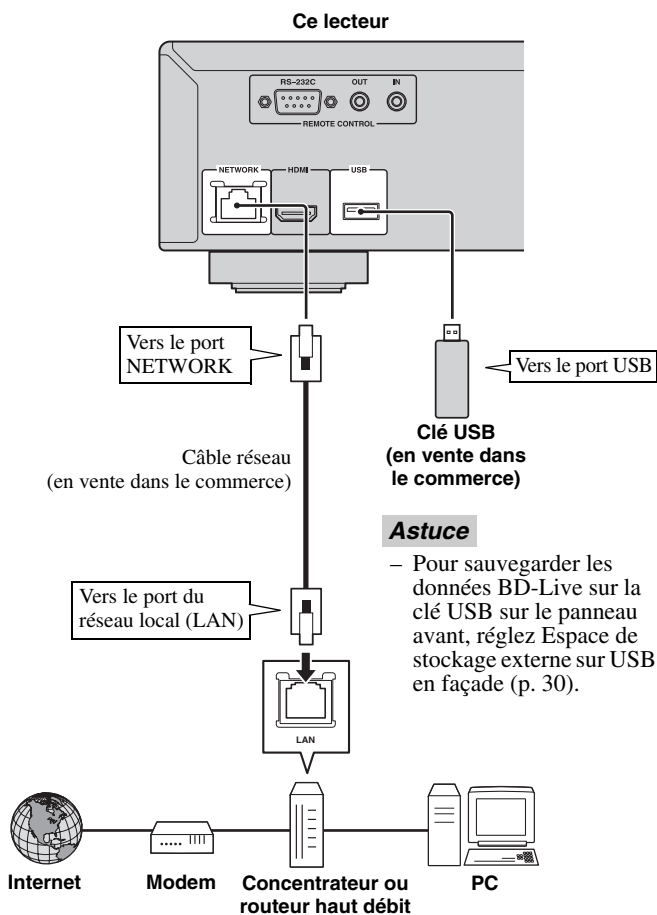 Ce lecteur
RS-232C
OUT
IN
REMOTE CONTROL
NETWORK
HDMI
USB
Vers le port
NETWORK
Vers le port USB
Clé USB
(en vente dans
le commerce)
Câble réseau
(en vente dans le commerce)
Astuce
– Pour sauvegarder les
données BD-Live sur la
clé USB sur le panneau
avant, réglez Espace de
stockage externe sur USB
en façade (p. 30).
Vers le port du
réseau local (LAN)
LAN
Internet
Modem
Concentrateur ou
routeur haut débit
PC